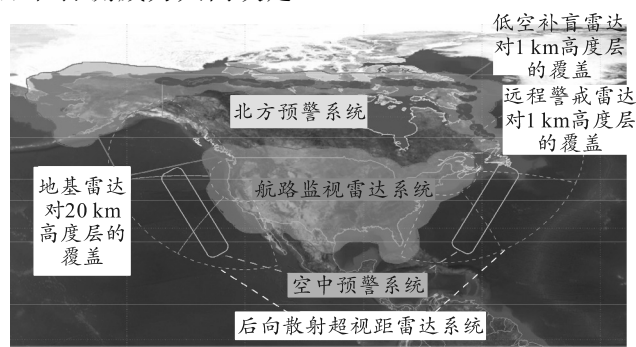 低空补盲雷达
对1 km高度层
的覆盖
远程警戒雷达
对1 km高度层
的覆盖
北方预警系统
地基雷达
对20 km
高度层的
覆盖
航路监视雷达系统
空中预警系统
后向散射超视距雷达系统